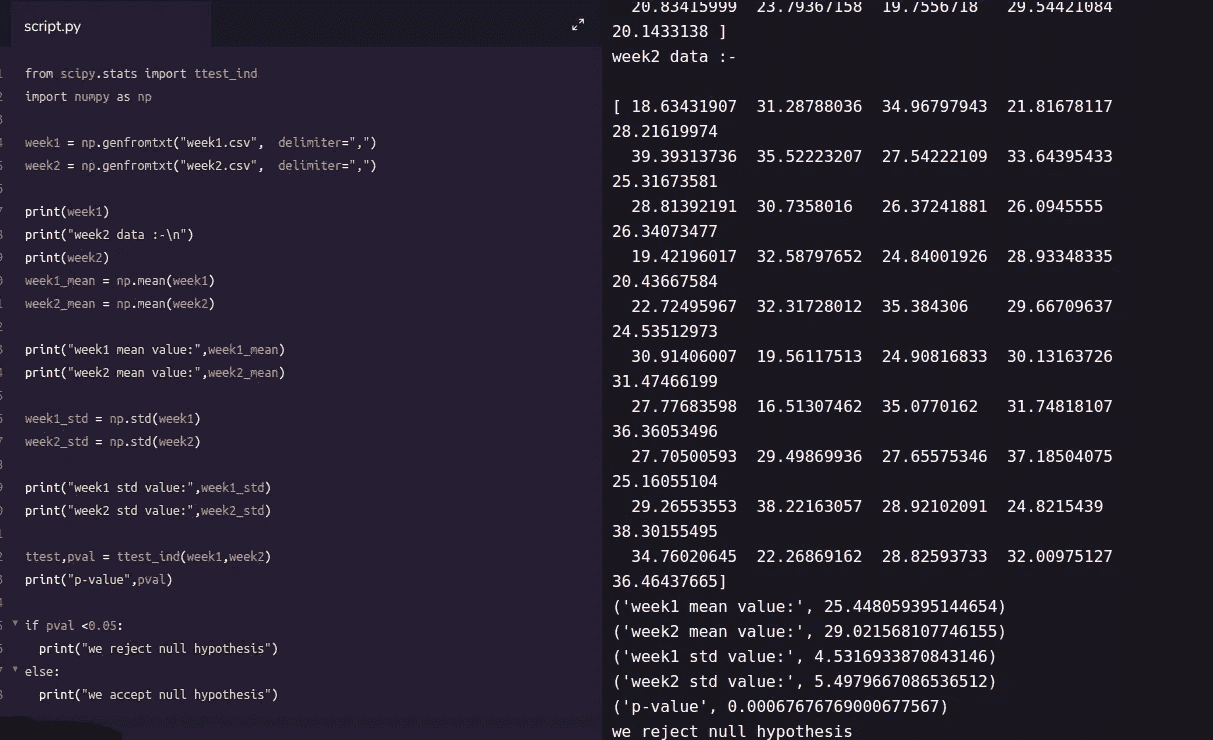 script.py
from scipy.stats import ttest_ind
import numpy as np
week1 = np.genfromtxt("week1.csv",  delimiter=",")
week2 = np.genfromtxt("week2.csv",  delimiter=",")
print(week1)
print("week2 data :-\n")
print(week2)
week1_mean = np.mean(week1)
week2_mean = np.mean(week2)
print("week1 mean value:",week1_mean)
print("week2 mean value:",week2_mean)
week1_std = np.std(week1)
week2_std = np.std(week2)
print("week1 std value:",week1_std)
print("week2 std value:",week2_std)
ttest,pval = ttest_ind(week1,week2)
print("p-value",pval)
if pval <0.05:
  print("we reject null hypothesis")
else:
  print("we accept null hypothesis")
20.83415999  23.79367158  19.7556718   29.54421084
20.1433138 ]
week2 data :-
[ 18.63431907  31.28788036  34.96797943  21.81678117
28.21619974
  39.39313736  35.52223207  27.54222109  33.64395433
25.31673581
  28.81392191  30.7358016   26.37241881  26.0945555
26.34073477
  19.42196017  32.58797652  24.84001926  28.93348335
20.43667584
  22.72495967  32.31728012  35.384306    29.66709637
24.53512973
  30.91406007  19.56117513  24.90816833  30.13163726
31.47466199
  27.77683598  16.51307462  35.0770162   31.74818107
36.36053496
  27.70500593  29.49869936  27.65575346  37.18504075
25.16055104
  29.26553553  38.22163057  28.92102091  24.8215439
38.30155495
  34.76020645  22.26869162  28.82593733  32.00975127
36.46437665]
('week1 mean value:', 25.448059395144654)
('week2 mean value:', 29.021568107746155)
('week1 std value:', 4.5316933870843146)
('week2 std value:', 5.4979667086536512)
('p-value', 0.00067676769000677567)
we reject null hypothesis